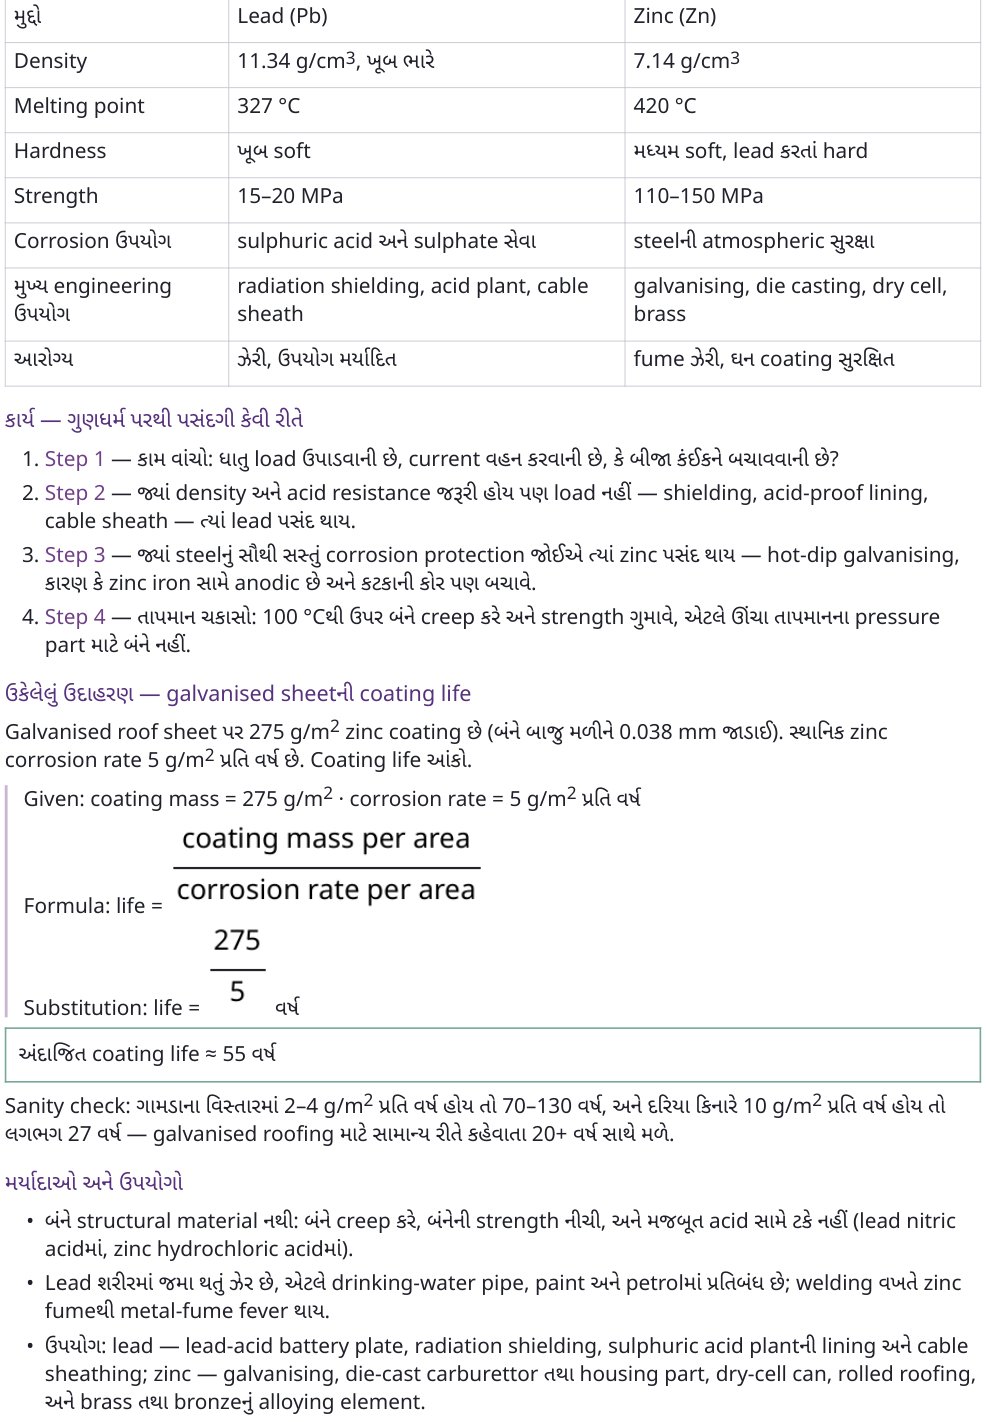 મુદ્દો Lead (Pb) Zinc (Zn)
Density 11.34 g/cm³, ખૂબ ભારે 7.14 g/cm³
Melting point 327 °C 420 °C
Hardness ખૂબ soft મધ્યમ soft, lead કરતાં hard
Strength 15–20 MPa 110–150 MPa
Corrosion ઉપયોગ sulphuric acid અને sulphate સેવા steelની atmospheric સુરક્ષા
મુખ્ય engineering ઉપયોગ radiation shielding, acid plant, cable sheath galvanising, die casting, dry cell, brass
આરોગ્ય ઝેરી, ઉપયોગ મર્યાદિત fume ઝેરી, ઘન coating સુરક્ષિત
કાર્ય — ગુણધર્મ પરથી પસંદગી કેવી રીતે
1. Step 1 — કામ વાંચો: ધાતુ load ઉપાડવાની છે, current વહન કરવાની છે, કે બીજા કંઈકને બચાવવાની છે?
2. Step 2 — જ્યાં density અને acid resistance જરૂરી હોય પણ load નહીં — shielding, acid-proof lining,
cable sheath — ત્યાં lead પસંદ થાય.
3. Step 3 — જ્યાં steelનું સૌથી સસ્તું corrosion protection જોઈએ ત્યાં zinc પસંદ થાય — hot-dip galvanising,
કારણ કે zinc iron સામે anodic છે અને કટકાની કોર પણ બચાવે.
4. Step 4 — તાપમાન ચકાસો: 100 °Cથી ઉપર બંને creep કરે અને strength ગુમાવે, એટલે ઊંચા તાપમાનના pressure
part માટે બંને નહીં.
ઉકેલેલું ઉદાહરણ — galvanised sheetની coating life
Galvanised roof sheet પર 275 g/m² zinc coating છે (બંને બાજુ મળીને 0.038 mm જાડાઈ). સ્થાનિક zinc
corrosion rate 5 g/m² પ્રતિ વર્ષ છે. Coating life આંકો.
Given: coating mass = 275 g/m² · corrosion rate = 5 g/m² પ્રતિ વર્ષ
Formula: life = coating mass per area / corrosion rate per area
Substitution: life = 275 / 5 વર્ષ
અંદાજિત coating life ≈ 55 વર્ષ
Sanity check: ગામડાના વિસ્તારમાં 2–4 g/m² પ્રતિ વર્ષ હોય તો 70–130 વર્ષ, અને દરિયા કિનારે 10 g/m² પ્રતિ વર્ષ હોય તો
લગભગ 27 વર્ષ — galvanised roofing માટે સામાન્ય રીતે કહેવાતા 20+ વર્ષ સાથે મળે.
મર્યાદાઓ અને ઉપયોગો
• બંને structural material નથી: બંને creep કરે, બંનેની strength નીચી, અને મજબૂત acid સામે ટકે નહીં (lead nitric
acidમાં, zinc hydrochloric acidમાં).
• Lead શરીરમાં જમા થતું ઝેર છે, એટલે drinking-water pipe, paint અને petrolમાં પ્રતિબંધ છે; welding વખતે zinc
fumeથી metal-fume fever થાય.
• ઉપયોગ: lead — lead-acid battery plate, radiation shielding, sulphuric acid plantની lining અને cable
sheathing; zinc — galvanising, die-cast carburettor તથા housing part, dry-cell can, rolled roofing,
અને brass તથા bronzeનું alloying element.